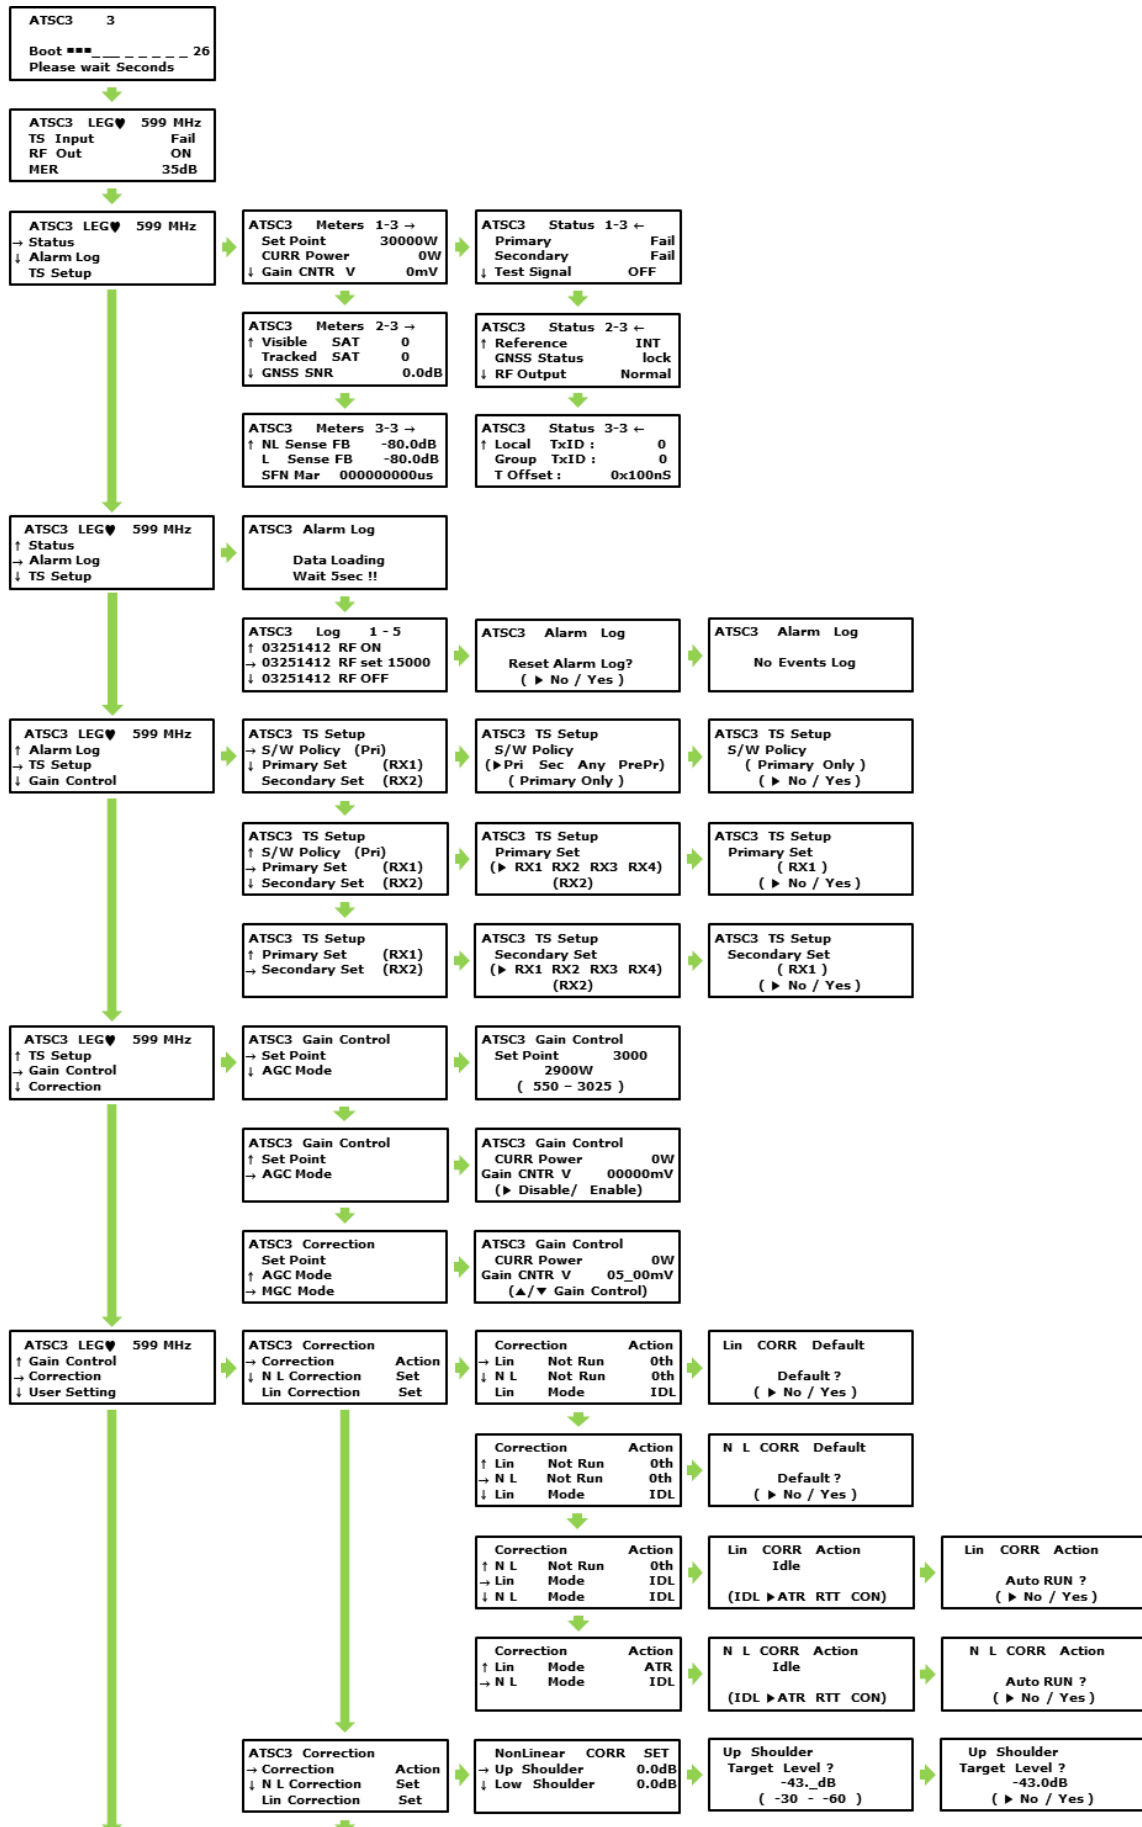 ATSC3 3
Boot ■■■_ __ _ _ _ _ _ 26
Please wait Seconds
ATSC3 LEG♥ 599 MHz
TS Input Fail
RF Out ON
MER 35dB
ATSC3 LEG♥ 599 MHz
→ Status
↓ Alarm Log
TS Setup
ATSC3 Meters 1-3 →
Set Point 30000W
CURR Power 0W
↓ Gain CNTR V 0mV
ATSC3 Status 1-3 ←
Primary Fail
Secondary Fail
↓ Test Signal OFF
ATSC3 Meters 2-3 →
↑ Visible SAT 0
Tracked SAT 0
↓ GNSS SNR 0.0dB
ATSC3 Status 2-3 ←
↑ Reference INT
GNSS Status lock
↓ RF Output Normal
ATSC3 Meters 3-3 →
↑ NL Sense FB -80.0dB
L Sense FB -80.0dB
SFN Mar 000000000us
ATSC3 Status 3-3 ←
↑ Local TxID : 0
Group TxID : 0
T Offset : 0x100nS
ATSC3 LEG♥ 599 MHz
↑ Status
→ Alarm Log
↓ TS Setup
ATSC3 Alarm Log
Data Loading
Wait 5sec !!
ATSC3 Log 1 - 5
↑ 03251412 RF ON
→ 03251412 RF set 15000
↓ 03251412 RF OFF
ATSC3 Alarm Log
Reset Alarm Log?
( ▶ No / Yes )
ATSC3 Alarm Log
No Events Log
ATSC3 LEG♥ 599 MHz
↑ Alarm Log
→ TS Setup
↓ Gain Control
ATSC3 TS Setup
→ S/W Policy (Pri)
↓ Primary Set (RX1)
Secondary Set (RX2)
ATSC3 TS Setup
S/W Policy
(▶Pri Sec Any PrePr)
( Primary Only )
ATSC3 TS Setup
S/W Policy
( Primary Only )
( ▶ No / Yes )
ATSC3 TS Setup
↑ S/W Policy (Pri)
→ Primary Set (RX1)
↓ Secondary Set (RX2)
ATSC3 TS Setup
Primary Set
(▶ RX1 RX2 RX3 RX4)
(RX2)
ATSC3 TS Setup
Primary Set
( RX1 )
( ▶ No / Yes )
ATSC3 TS Setup
↑ Primary Set (RX1)
→ Secondary Set (RX2)
ATSC3 TS Setup
Secondary Set
(▶ RX1 RX2 RX3 RX4)
(RX2)
ATSC3 TS Setup
Secondary Set
( RX1 )
( ▶ No / Yes )
ATSC3 LEG♥ 599 MHz
↑ TS Setup
→ Gain Control
↓ Correction
ATSC3 Gain Control
→ Set Point
↓ AGC Mode
ATSC3 Gain Control
Set Point 3000
2900W
( 550 – 3025 )
ATSC3 Gain Control
↑ Set Point
→ AGC Mode
ATSC3 Gain Control
CURR Power 0W
Gain CNTR V 00000mV
(▶ Disable/ Enable)
ATSC3 Correction
Set Point
↑ AGC Mode
→ MGC Mode
ATSC3 Gain Control
CURR Power 0W
Gain CNTR V 05_00mV
(▲/▼ Gain Control)
ATSC3 LEG♥ 599 MHz
↑ Gain Control
→ Correction
↓ User Setting
ATSC3 Correction
→ Correction Action
↓ N L Correction Set
Lin Correction Set
Correction Action
→ Lin Not Run 0th
↓ N L Not Run 0th
Lin Mode IDL
Lin CORR Default
Default ?
( ▶ No / Yes )
Correction Action
↑ Lin Not Run 0th
→ N L Not Run 0th
↓ Lin Mode IDL
N L CORR Default
Default ?
( ▶ No / Yes )
Correction Action
↑ N L Not Run 0th
→ Lin Mode IDL
↓ N L Mode IDL
Lin CORR Action
Idle
(IDL ▶ATR RTT CON)
Lin CORR Action
Auto RUN ?
( ▶ No / Yes )
Correction Action
↑ Lin Mode ATR
→ N L Mode IDL
N L CORR Action
Idle
(IDL ▶ATR RTT CON)
N L CORR Action
Auto RUN ?
( ▶ No / Yes )
ATSC3 Correction
→ Correction Action
↓ N L Correction Set
Lin Correction Set
NonLinear CORR SET
→ Up Shoulder 0.0dB
↓ Low Shoulder 0.0dB
Up Shoulder
Target Level ?
-43._dB
( -30 - -60 )
Up Shoulder
Target Level ?
-43.0dB
( ▶ No / Yes )